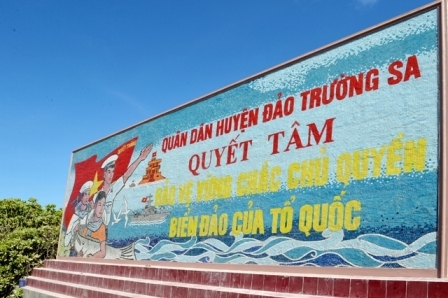 QUÂN DÂN HUYỆN ĐẢO TRƯỜNG SA
QUYẾT TÂM
BẢO VỆ VỮNG CHẮC CHỦ QUYỀN
BIỂN ĐẢO CỦA TỔ QUỐC